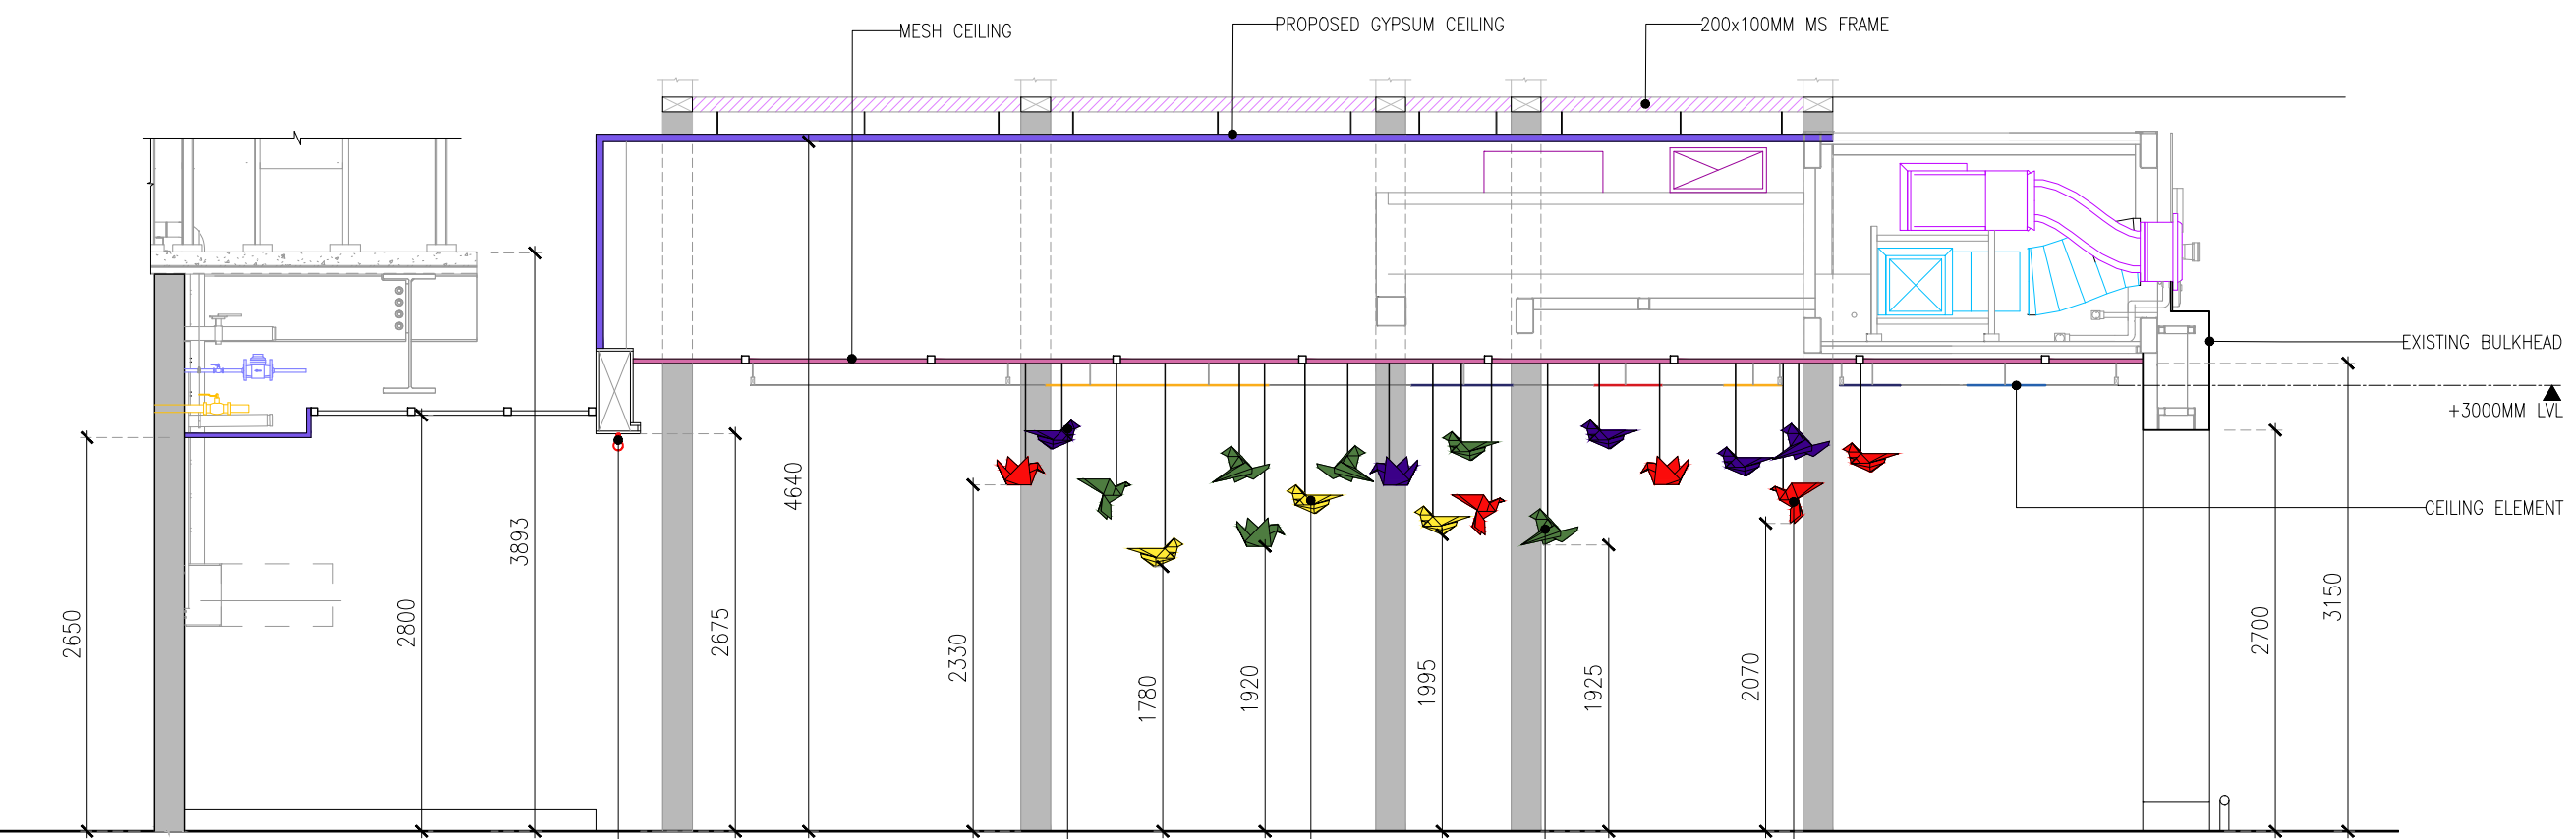 MESH CEILING
PROPOSED GYPSUM CEILING
200x100MM MS FRAME
EXISTING BULKHEAD
+3000MM LVL
CEILING ELEMENT
2650
2800
3893
2675
4640
2330
1780
1920
1995
1925
2070
2700
3150